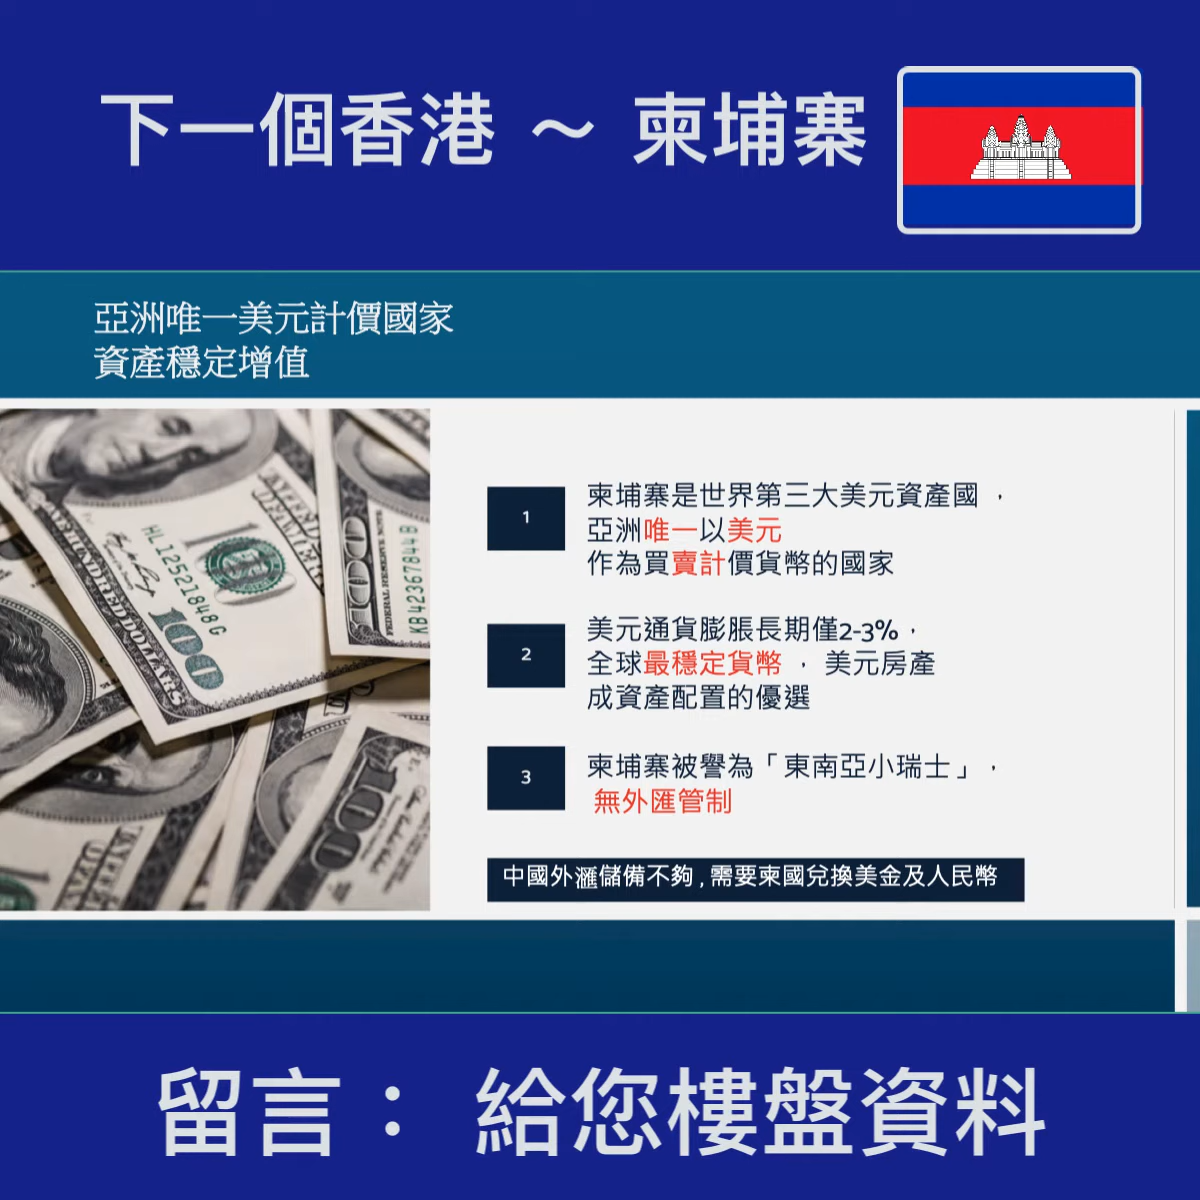 下一個香港 ～ 柬埔寨
亞洲唯一美元計價國家
資產穩定增值
1
柬埔寨是世界第三大美元資產國，
亞洲唯一以美元
作為買賣計價貨幣的國家
2
美元通貨膨脹長期僅2-3%，
全球最穩定貨幣，美元房產
成資產配置的優選
3
柬埔寨被譽為「東南亞小瑞士」，
無外匯管制
中國外滙儲備不夠,需要柬國兌換美金及人民幣
HL12521848G
100
KB42367844B
FEDERAL RESERVE
留言： 給您樓盤資料